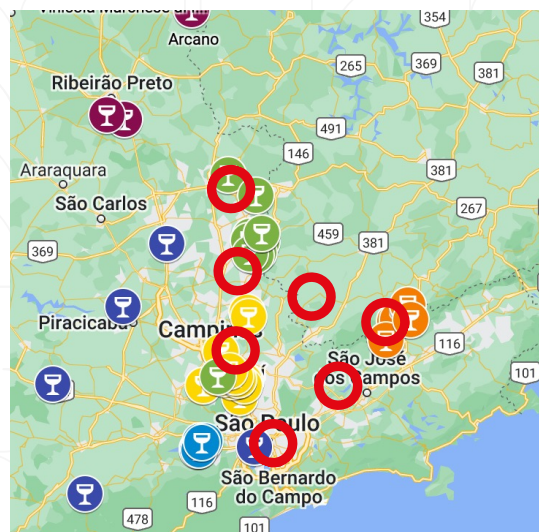 Arcano
354
265
369
381
Ribeirão Preto
491
146
Araraquara
381
São Carlos
267
459
381
369
Piracicaba
116
São José
dos Campos
101
São Paulo
São Bernardo
do Campo
116
478
101